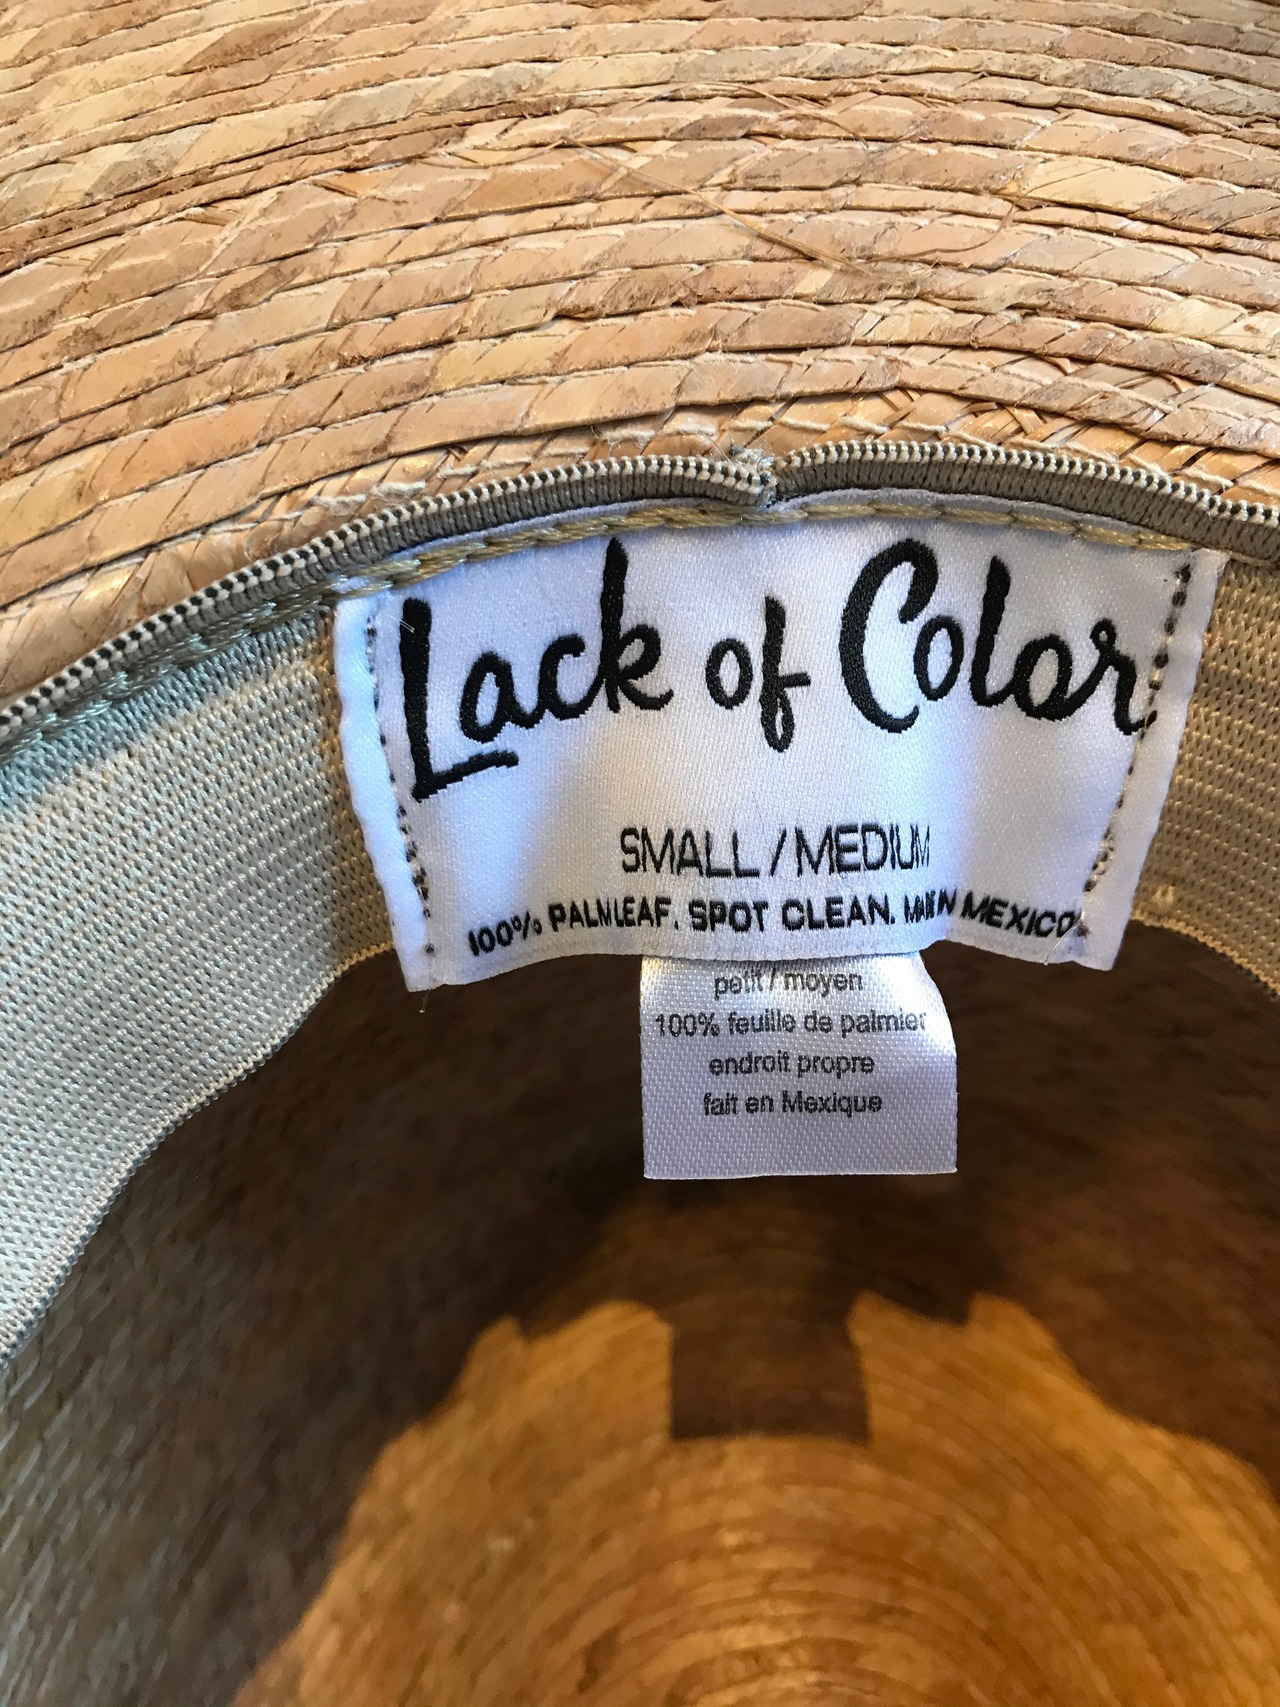 Lack of Color
SMALL / MEDIUM
100% PALM LEAF. SPOT CLEAN. MADE IN MEXICO
petit / moyen
100% feuille de palmier
endroit propre
fait en Mexique